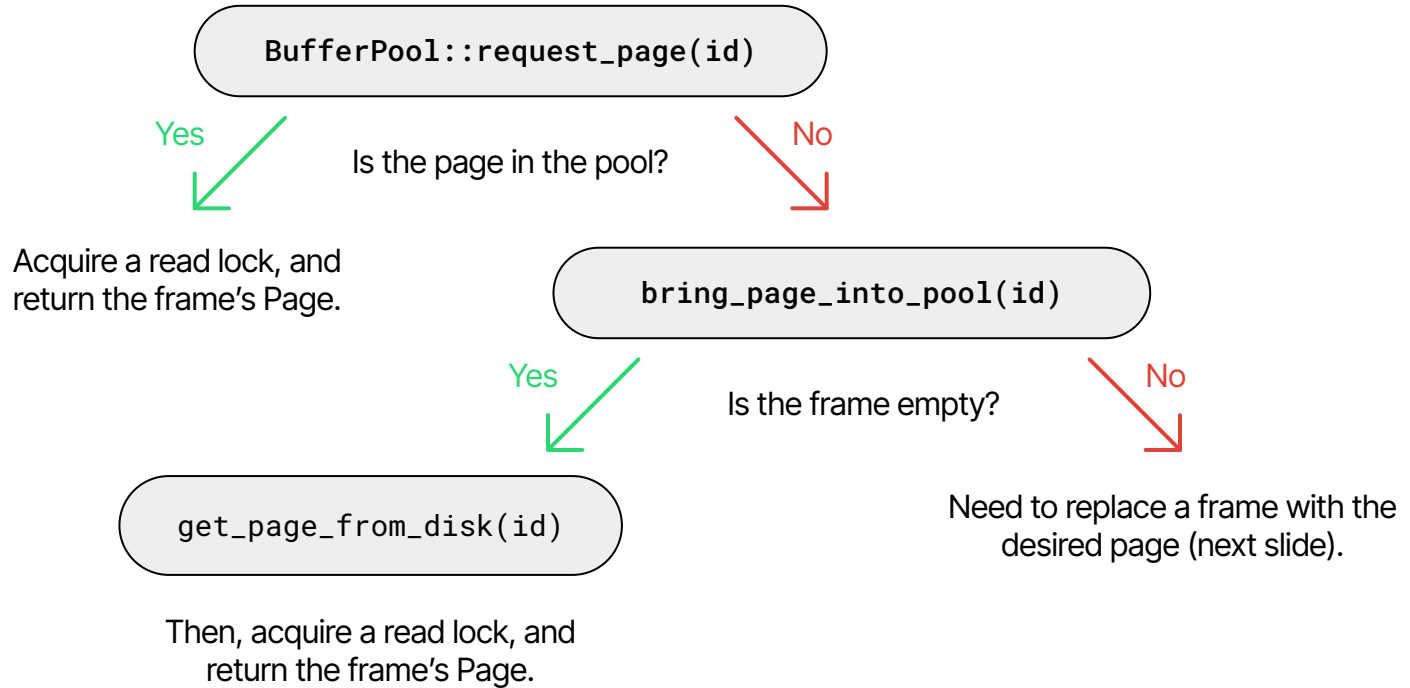 BufferPool::request_page(id)
Yes
No
Is the page in the pool?
Acquire a read lock, and
return the frame’s Page.
bring_page_into_pool(id)
Yes
No
Is the frame empty?
get_page_from_disk(id)
Need to replace a frame with the
desired page (next slide).
Then, acquire a read lock, and
return the frame’s Page.